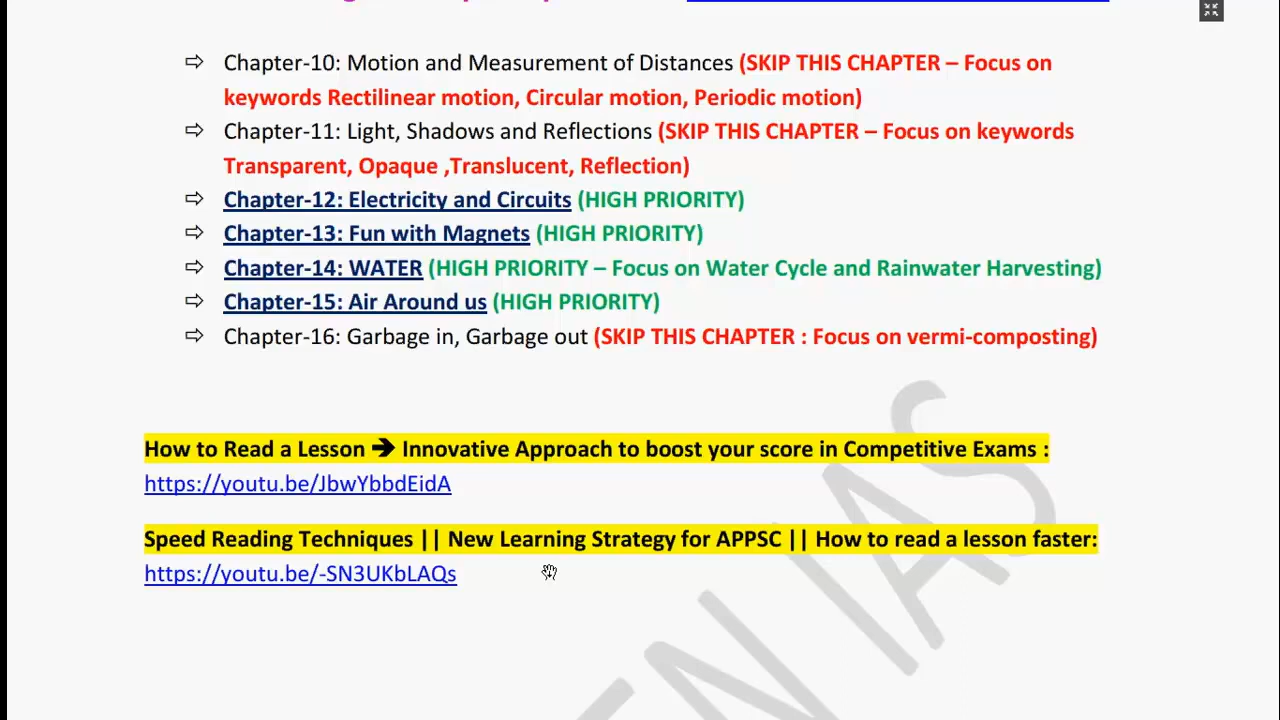 ⇨ Chapter-10: Motion and Measurement of Distances (SKIP THIS CHAPTER – Focus on
keywords Rectilinear motion, Circular motion, Periodic motion)
⇨ Chapter-11: Light, Shadows and Reflections (SKIP THIS CHAPTER – Focus on keywords
Transparent, Opaque ,Translucent, Reflection)
⇨ Chapter-12: Electricity and Circuits (HIGH PRIORITY)
⇨ Chapter-13: Fun with Magnets (HIGH PRIORITY)
⇨ Chapter-14: WATER (HIGH PRIORITY – Focus on Water Cycle and Rainwater Harvesting)
⇨ Chapter-15: Air Around us (HIGH PRIORITY)
⇨ Chapter-16: Garbage in, Garbage out (SKIP THIS CHAPTER : Focus on vermi-composting)
How to Read a Lesson ➔ Innovative Approach to boost your score in Competitive Exams :
https://youtu.be/JbwYbbdEidA
Speed Reading Techniques || New Learning Strategy for APPSC || How to read a lesson faster:
https://youtu.be/-SN3UKbLAQs
IAS